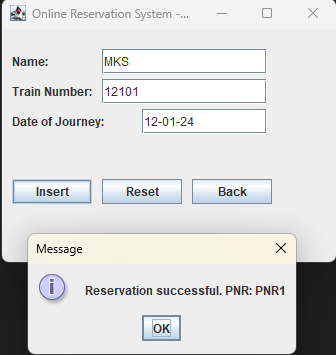 Online Reservation System -...
Name: MKS
Train Number: 12101
Date of Journey: 12-01-24
Insert Reset Back
Message
Reservation successful. PNR: PNR1
OK